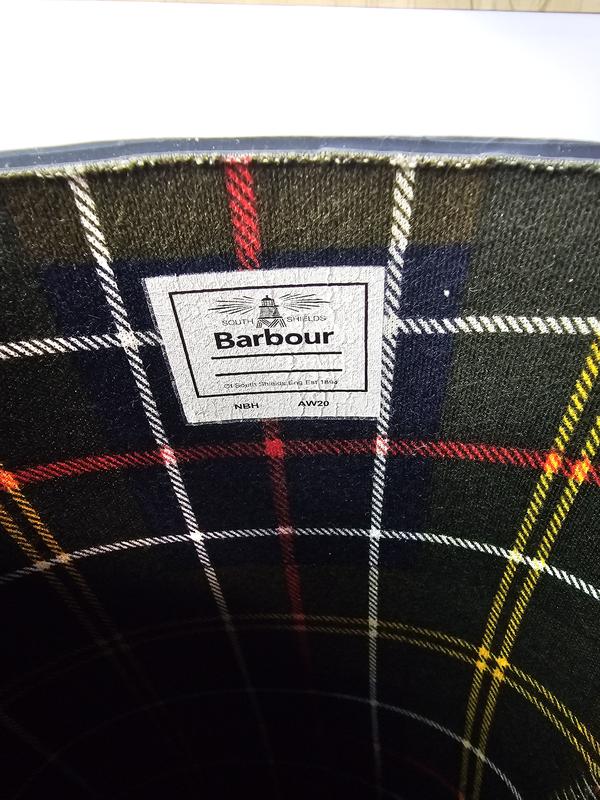 SOUTH SHIELDS
Barbour
Of South Shields Eng Est 1894
NBH AW20